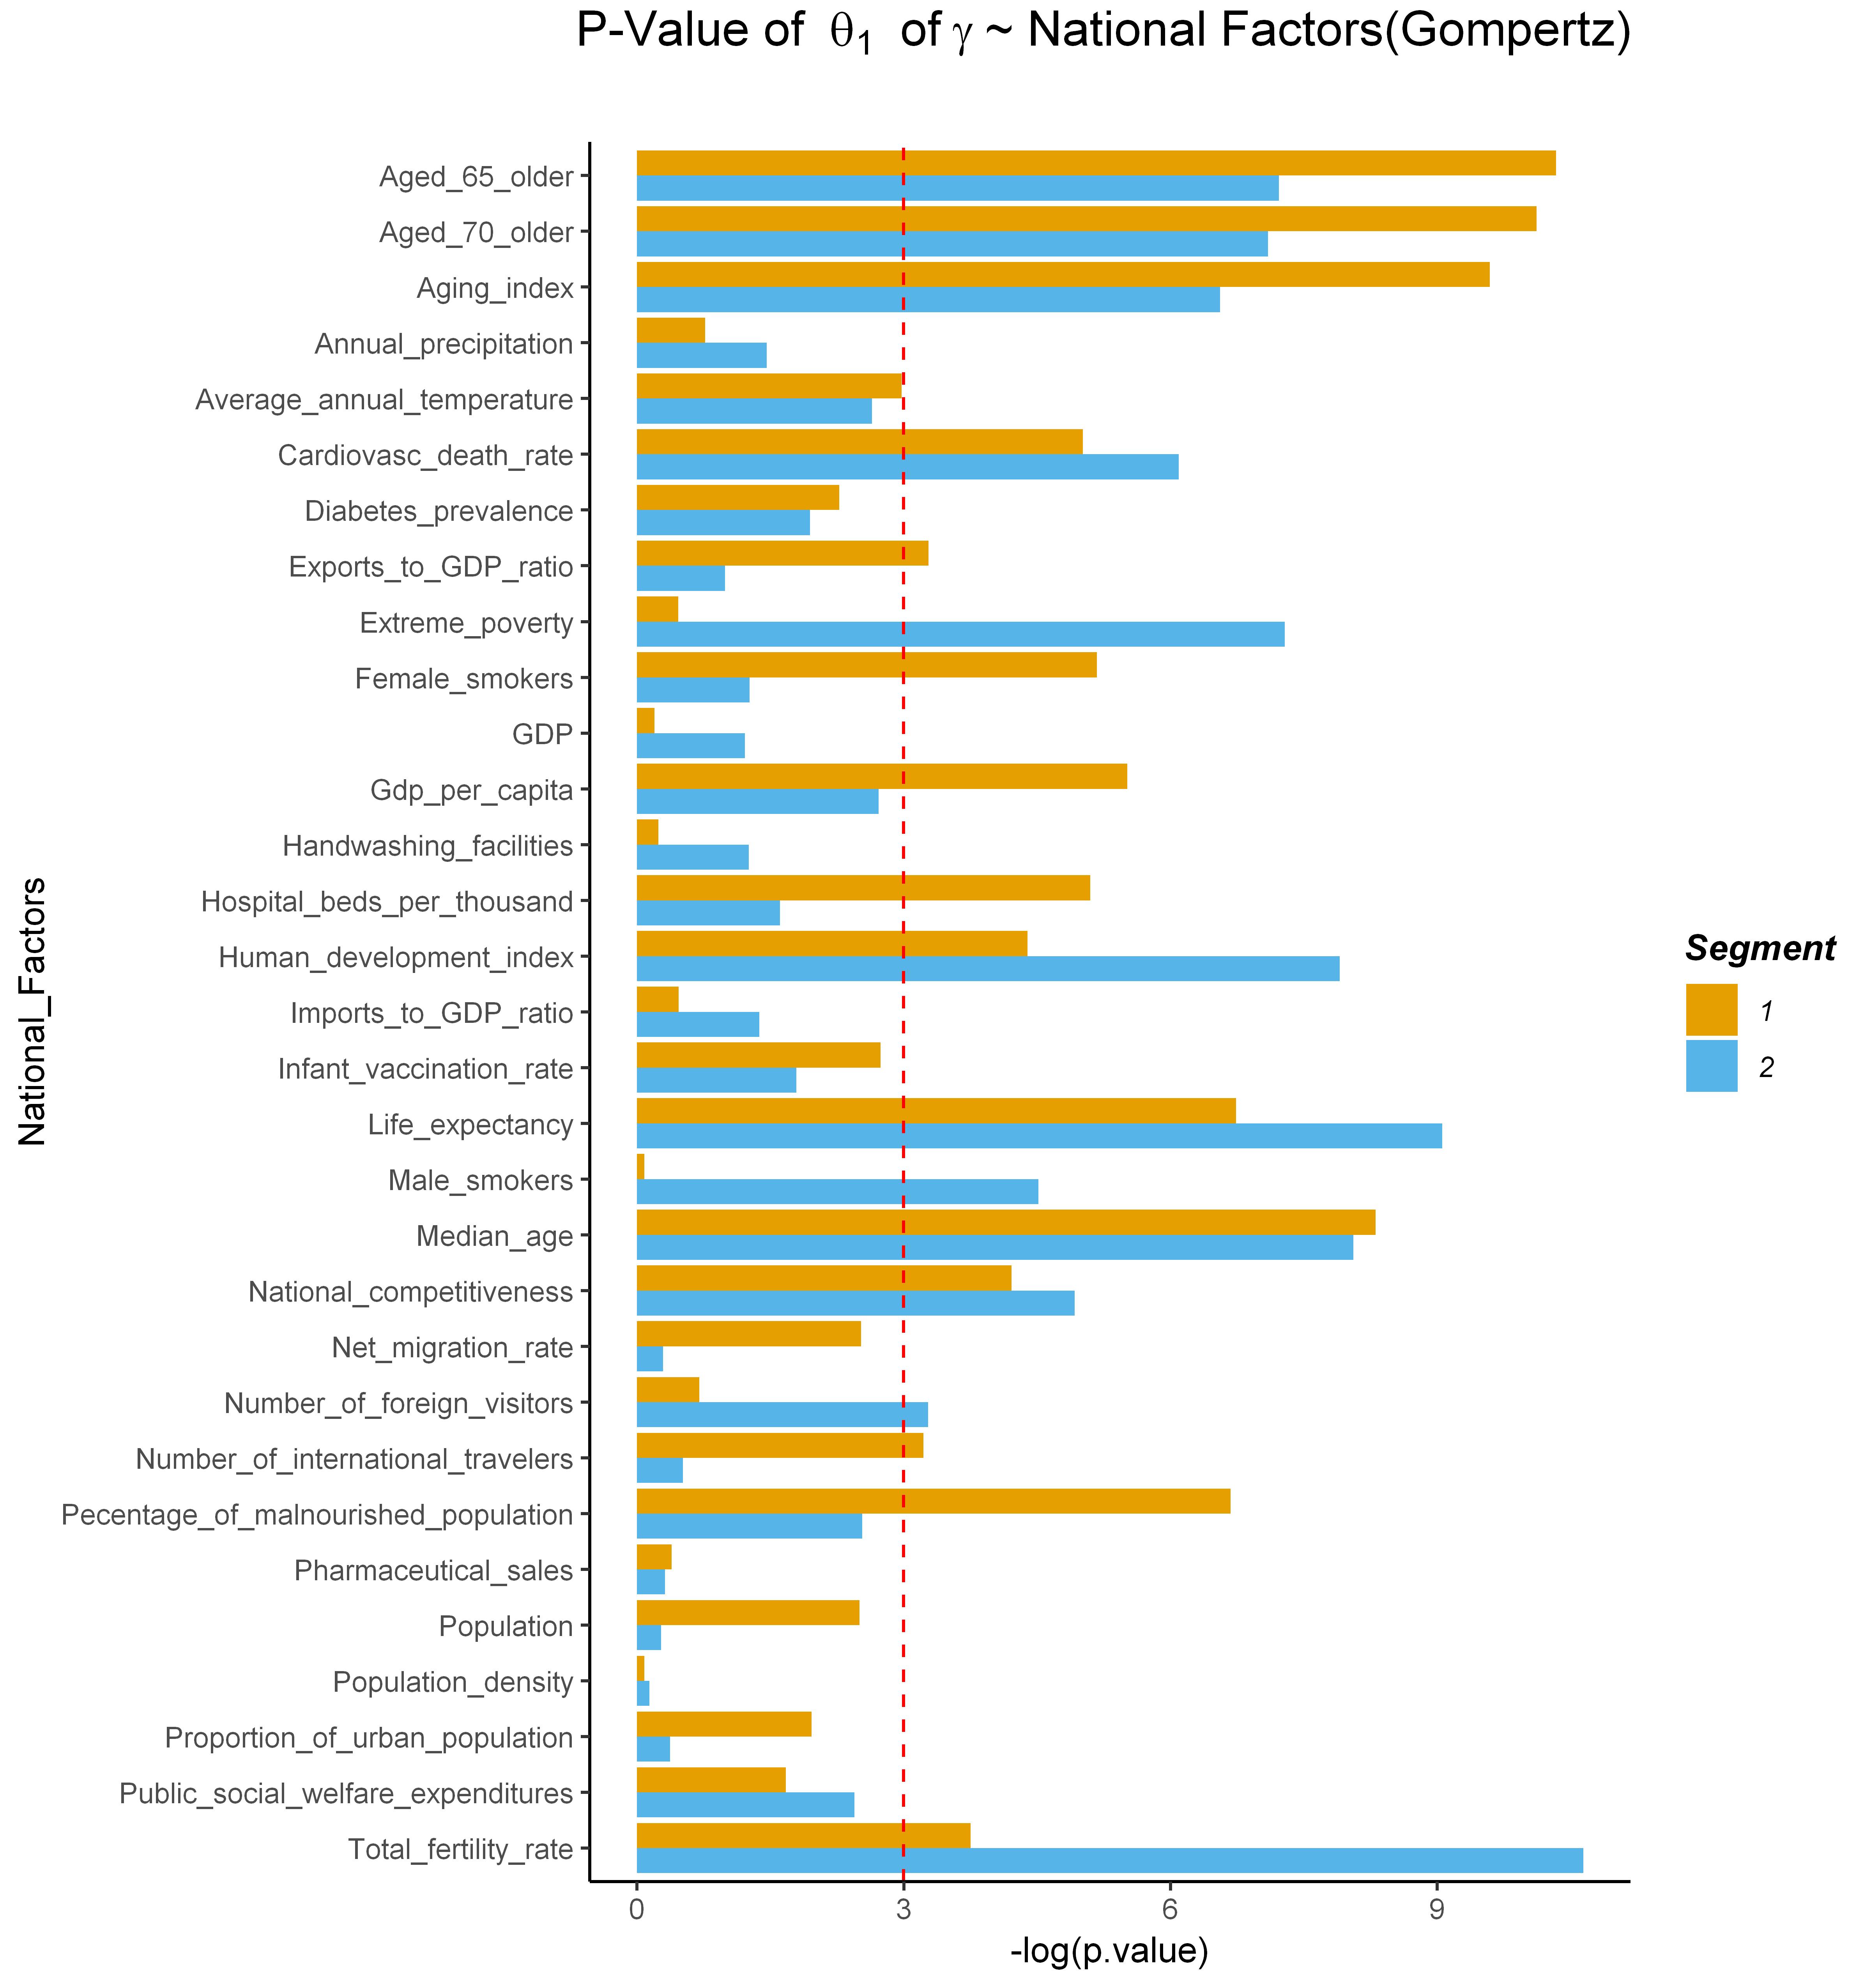 P-Value of θ1 of γ ~ National Factors(Gompertz)
Aged_65_older
Aged_70_older
Aging_index
Annual_precipitation
Average_annual_temperature
Cardiovasc_death_rate
Diabetes_prevalence
Exports_to_GDP_ratio
Extreme_poverty
Female_smokers
GDP
Gdp_per_capita
Handwashing_facilities
Hospital_beds_per_thousand
Human_development_index
Imports_to_GDP_ratio
Infant_vaccination_rate
Life_expectancy
Male_smokers
Median_age
National_competitiveness
Net_migration_rate
Number_of_foreign_visitors
Number_of_international_travelers
Pecentage_of_malnourished_population
Pharmaceutical_sales
Population
Population_density
Proportion_of_urban_population
Public_social_welfare_expenditures
Total_fertility_rate
National_Factors
0 3 6 9
-log(p.value)
Segment
1
2